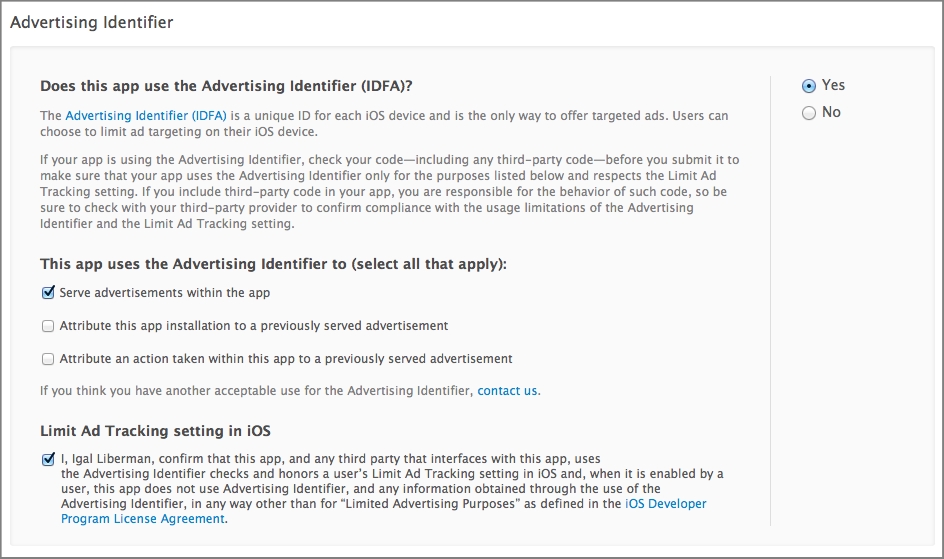 Advertising Identifier
Does this app use the Advertising Identifier (IDFA)?
Yes
No
The Advertising Identifier (IDFA) is a unique ID for each iOS device and is the only way to offer targeted ads. Users can
choose to limit ad targeting on their iOS device.
If your app is using the Advertising Identifier, check your code—including any third-party code—before you submit it to
make sure that your app uses the Advertising Identifier only for the purposes listed below and respects the Limit Ad
Tracking setting. If you include third-party code in your app, you are responsible for the behavior of such code, so be
sure to check with your third-party provider to confirm compliance with the usage limitations of the Advertising
Identifier and the Limit Ad Tracking setting.
This app uses the Advertising Identifier to (select all that apply):
Serve advertisements within the app
Attribute this app installation to a previously served advertisement
Attribute an action taken within this app to a previously served advertisement
If you think you have another acceptable use for the Advertising Identifier, contact us.
Limit Ad Tracking setting in iOS
I, Igal Liberman, confirm that this app, and any third party that interfaces with this app, uses
the Advertising Identifier checks and honors a user's Limit Ad Tracking setting in iOS and, when it is enabled by a
user, this app does not use Advertising Identifier, and any information obtained through the use of the
Advertising Identifier, in any way other than for “Limited Advertising Purposes” as defined in the iOS Developer
Program License Agreement.